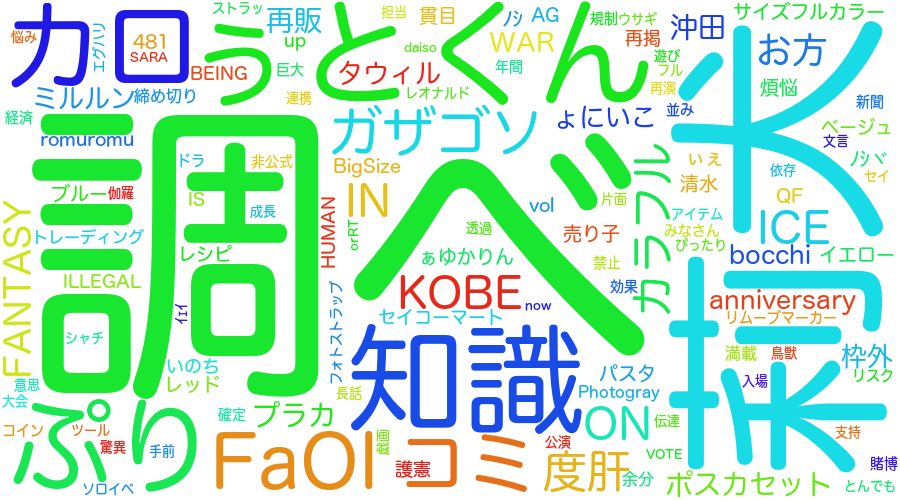 ストラッ
担当
貫目
ノシ
AG
規制
ウサギ
サイズフルカラー
悩み
エグハリ
加
481
SARA
うとくん
再販
up
daiso
WAR
再掲
沖田
遊び
お方
BEING
巨大
タウィル
年間
フル
煩悩
ミルルン
締め切り
連携
レオナルド
再演
並み
新聞
経済
romuromu
ガザゴソ
ょにいこ
米
ベージュ
文言
調べ
ドラ
非公式
BigSize
いえ
依存
セイ
ブルー
伽羅
IS
IN
片面
清水
QF
成長
HUMAN
orRT
vol
カラフル
アイテム
ICE
FANTASY
トレーディング
透過
売り子
みなさん
ぴったり
レシピ
ぁゆかりん
禁止
bocchi
イエロー
ILLEGAL
KOBE
効果
anniversary
ｴｨ
フォトストラップ
now
セイコーマート
リムーブマーカー
シャチ
知識
満載
鳥獣
枠外
いのち
パスタ
入場
リスク
意思
レッド
長話
Photogray
大会
ぷり
確定
プラカ
ON
伝達
コイン
ツール
支持
驚異
手前
FaOI
戯画
コミ
公演
VOTE
護憲
度肝
余分
賭博
ソロイベ
ポスカセット
とんでも